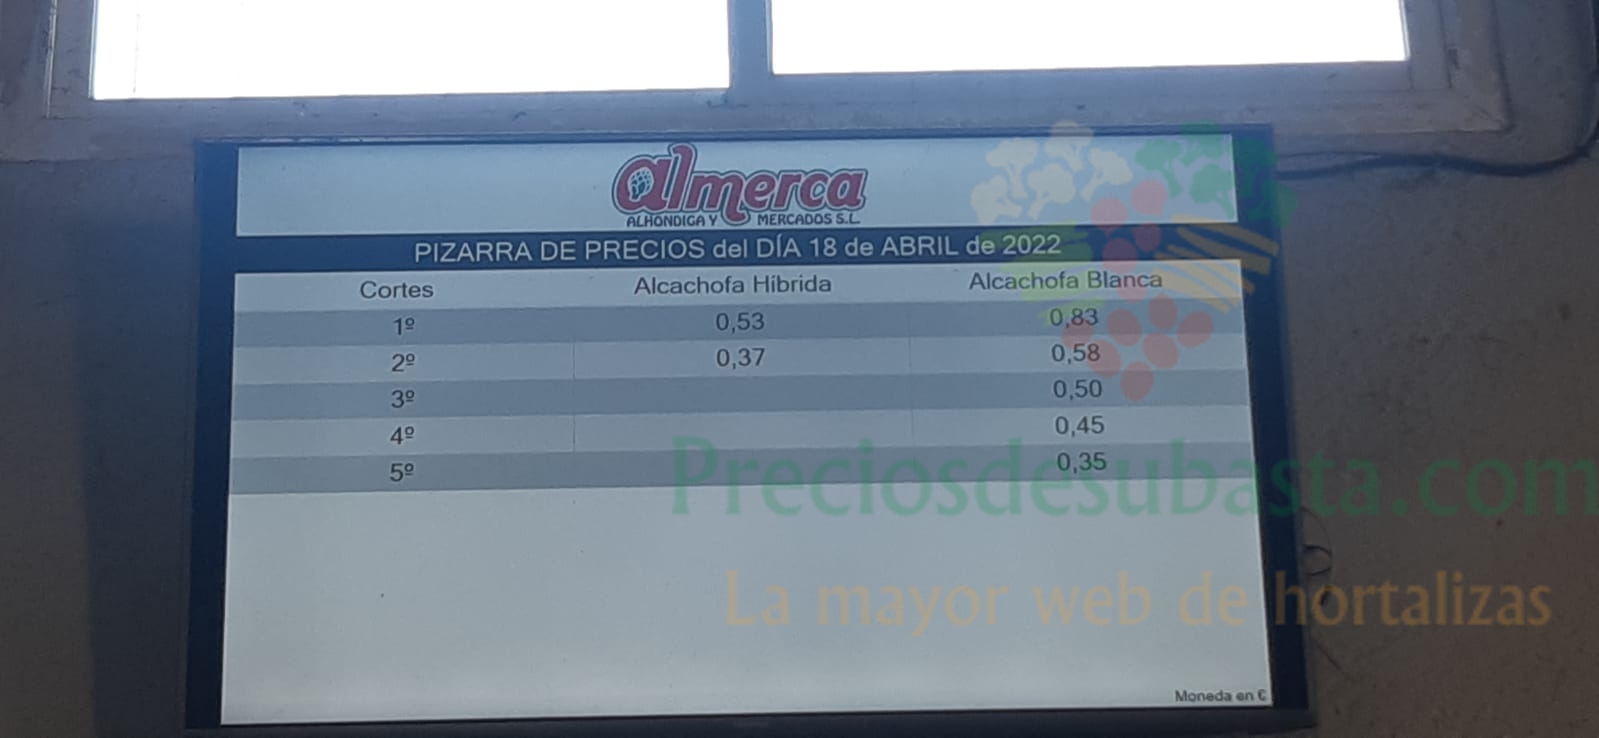 almerca
ALHONDIGA Y MERCADOS S.L.
PIZARRA DE PRECIOS del DÍA 18 de ABRIL de 2022
Cortes Alcachofa Híbrida Alcachofa Blanca
1º 0,53 0,83
2º 0,37 0,58
3º 0,50
4º 0,45
5º 0,35
Preciosdesubasta.com
La mayor web de hortalizas
Moneda en €